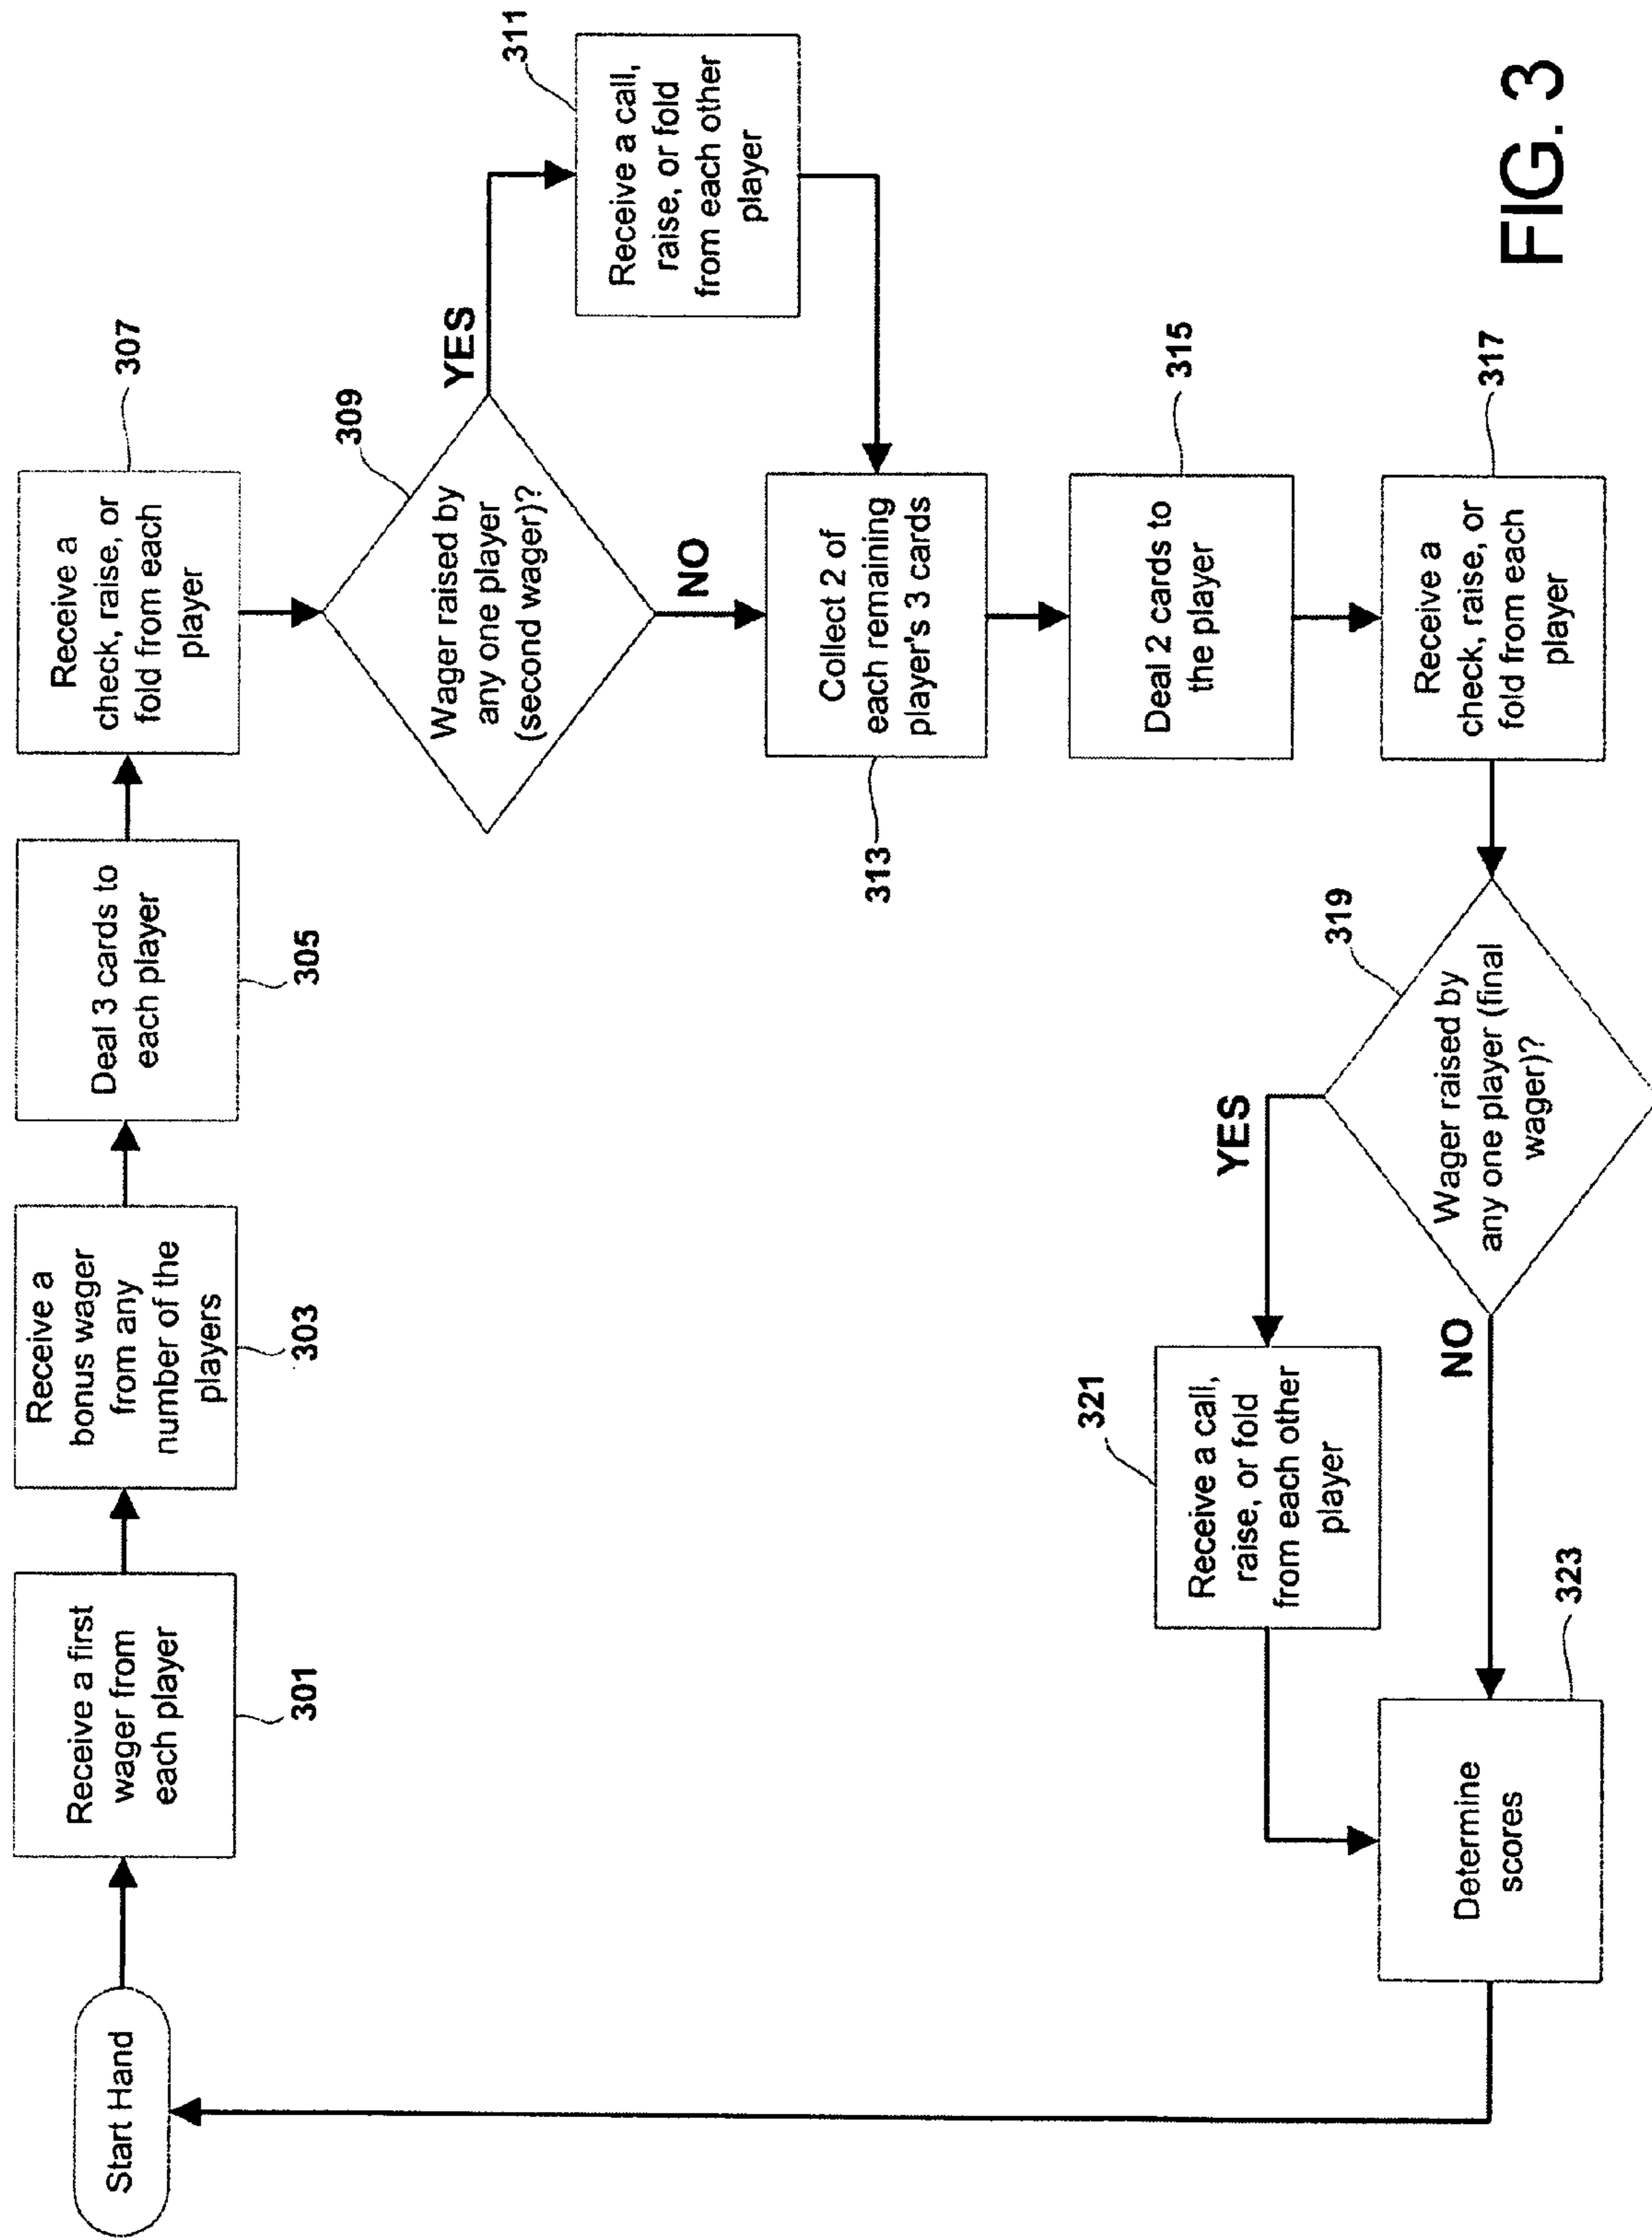 Start Hand
Receive a first
wager from
each player
301
Receive a
bonus wager
from any
number of the
players
303
Deal 3 cards to
each player
305
Receive a
check, raise, or
fold from each
player
307
Wager raised by
any one player
(second wager)?
309
YES
NO
Receive a call,
raise, or fold
from each other
player
311
Collect 2 of
each remaining
player's 3 cards
313
Deal 2 cards to
the player
315
Receive a
check, raise, or
fold from each
player
317
Wager raised by
any one player (final
wager)?
319
YES
NO
Receive a call,
raise, or fold
from each other
player
321
Determine
scores
323
FIG. 3